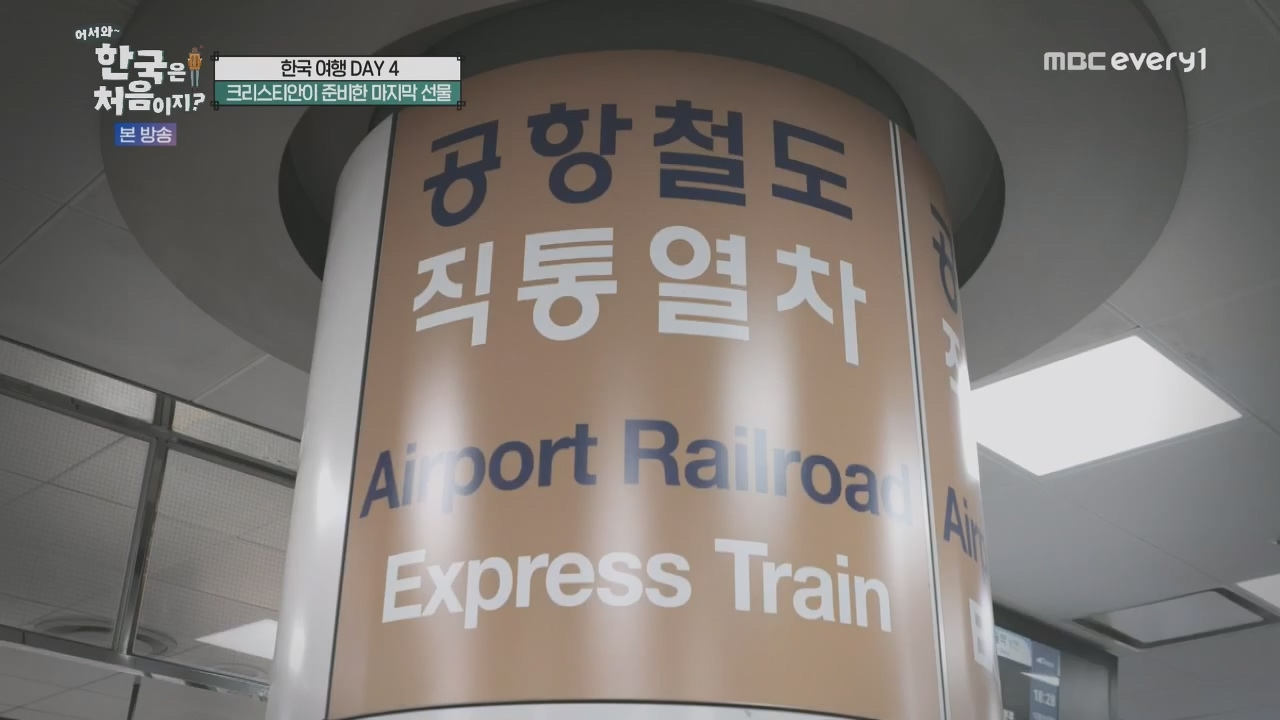 어서와~
한국은
처음이지?
본 방송
한국 여행 DAY 4
크리스티안이 준비한 마지막 선물
MBC every1
공항철도
직통열차
Airport Railroad
Express Train
18:28